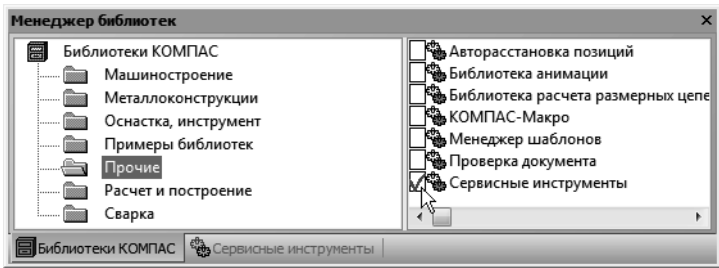 Менеджер библиотек
Библиотеки КОМПАС
Машиностроение
Металлоконструкции
Оснастка, инструмент
Примеры библиотек
Прочие
Расчет и построение
Сварка
Авторасстановка позиций
Библиотека анимации
Библиотека расчета размерных цепе
КОМПАС-Макро
Менеджер шаблонов
Проверка документа
Сервисные инструменты
Библиотеки КОМПАС Сервисные инструменты